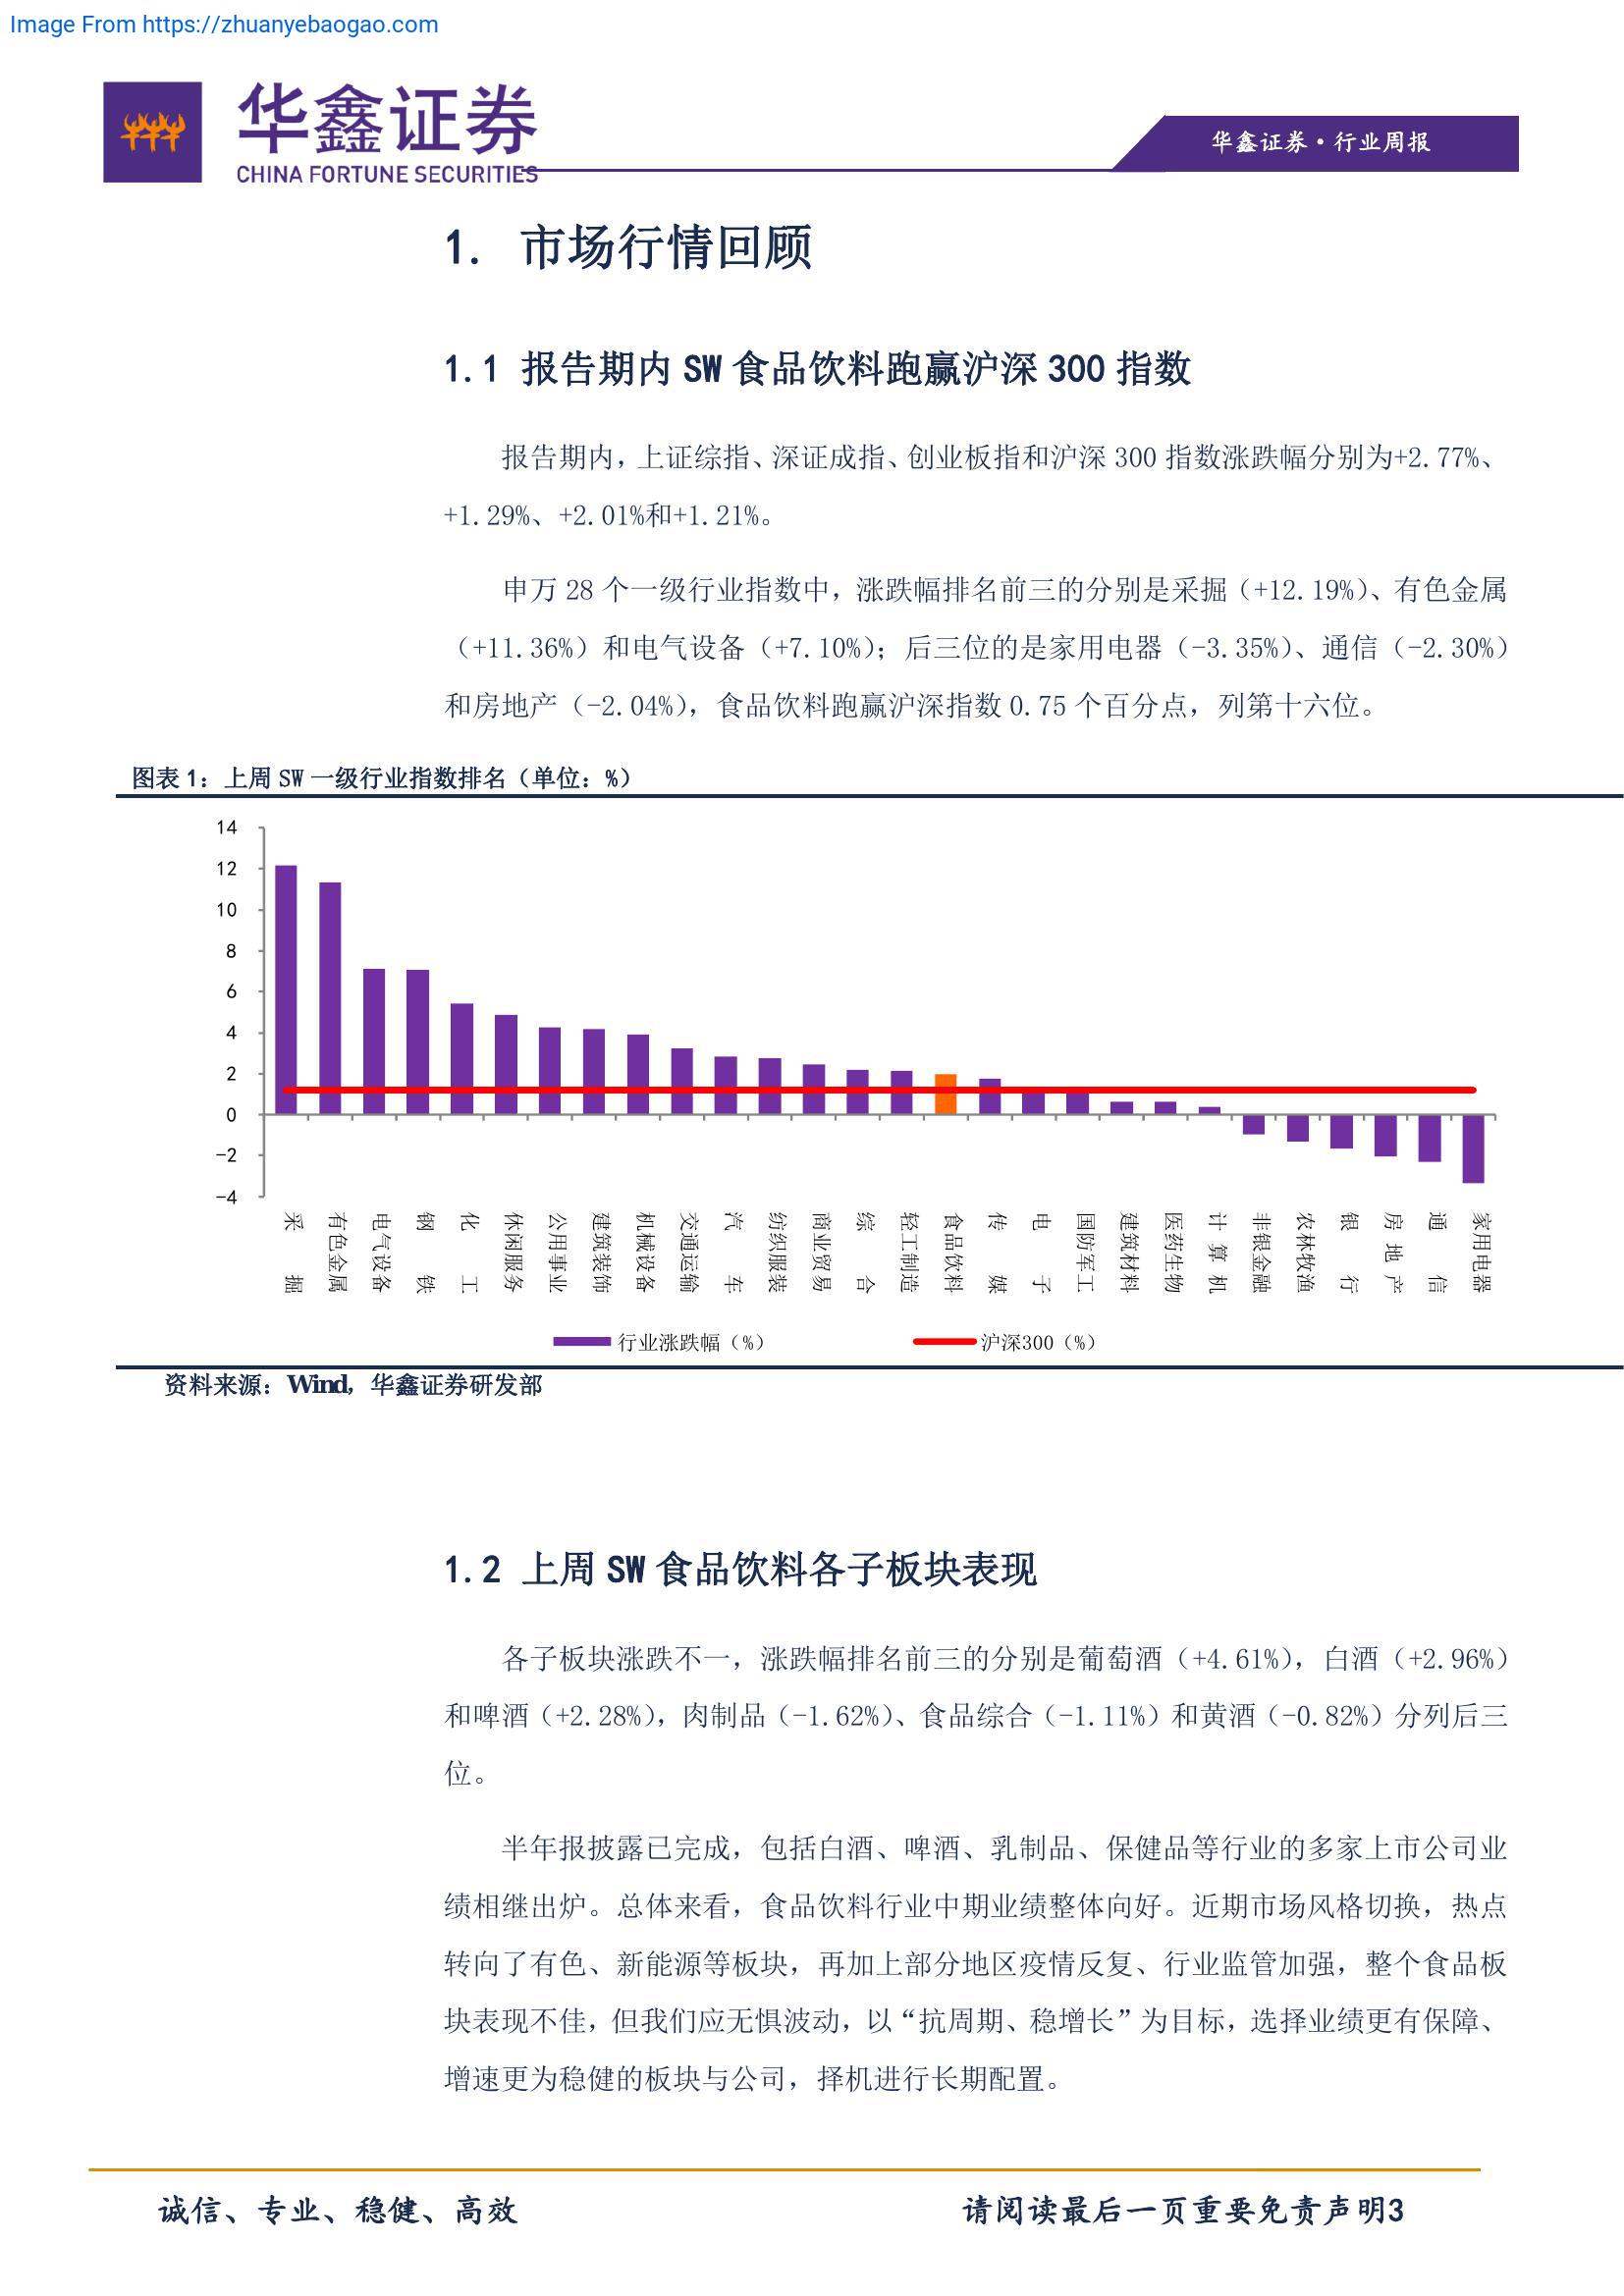 Image From https://zhuanyebaogao.com
华鑫证券
CHINA FORTUNE SECURITIES
华鑫证券·行业周报
1. 市场行情回顾
1.1 报告期内 SW 食品饮料跑赢沪深 300 指数
报告期内，上证综指、深证成指、创业板指和沪深 300 指数涨跌幅分别为+2.77%、
+1.29%、+2.01%和+1.21%。
申万 28 个一级行业指数中，涨跌幅排名前三的分别是采掘（+12.19%）、有色金属
（+11.36%）和电气设备（+7.10%）；后三位的是家用电器（-3.35%）、通信（-2.30%）
和房地产（-2.04%），食品饮料跑赢沪深指数 0.75 个百分点，列第十六位。
图表 1：上周 SW 一级行业指数排名（单位：%）
14
12
10
8
6
4
2
0
-2
-4
采掘
有色金属
电气设备
钢铁
化工
休闲服务
公用事业
建筑装饰
机械设备
交通运输
汽车
纺织服装
商业贸易
综合
轻工制造
食品饮料
传媒
电子
国防军工
建筑材料
医药生物
计算机
非银金融
农林牧渔
银行
房地产
通信
家用电器
行业涨跌幅（%）
沪深300（%）
资料来源：Wind，华鑫证券研发部
1.2 上周 SW 食品饮料各子板块表现
各子板块涨跌不一，涨跌幅排名前三的分别是葡萄酒（+4.61%），白酒（+2.96%）
和啤酒（+2.28%），肉制品（-1.62%）、食品综合（-1.11%）和黄酒（-0.82%）分列后三
位。
半年报披露已完成，包括白酒、啤酒、乳制品、保健品等行业的多家上市公司业
绩相继出炉。总体来看，食品饮料行业中期业绩整体向好。近期市场风格切换，热点
转向了有色、新能源等板块，再加上部分地区疫情反复、行业监管加强，整个食品板
块表现不佳，但我们应无惧波动，以“抗周期、稳增长”为目标，选择业绩更有保障、
增速更为稳健的板块与公司，择机进行长期配置。
诚信、专业、稳健、高效
请阅读最后一页重要免责声明3